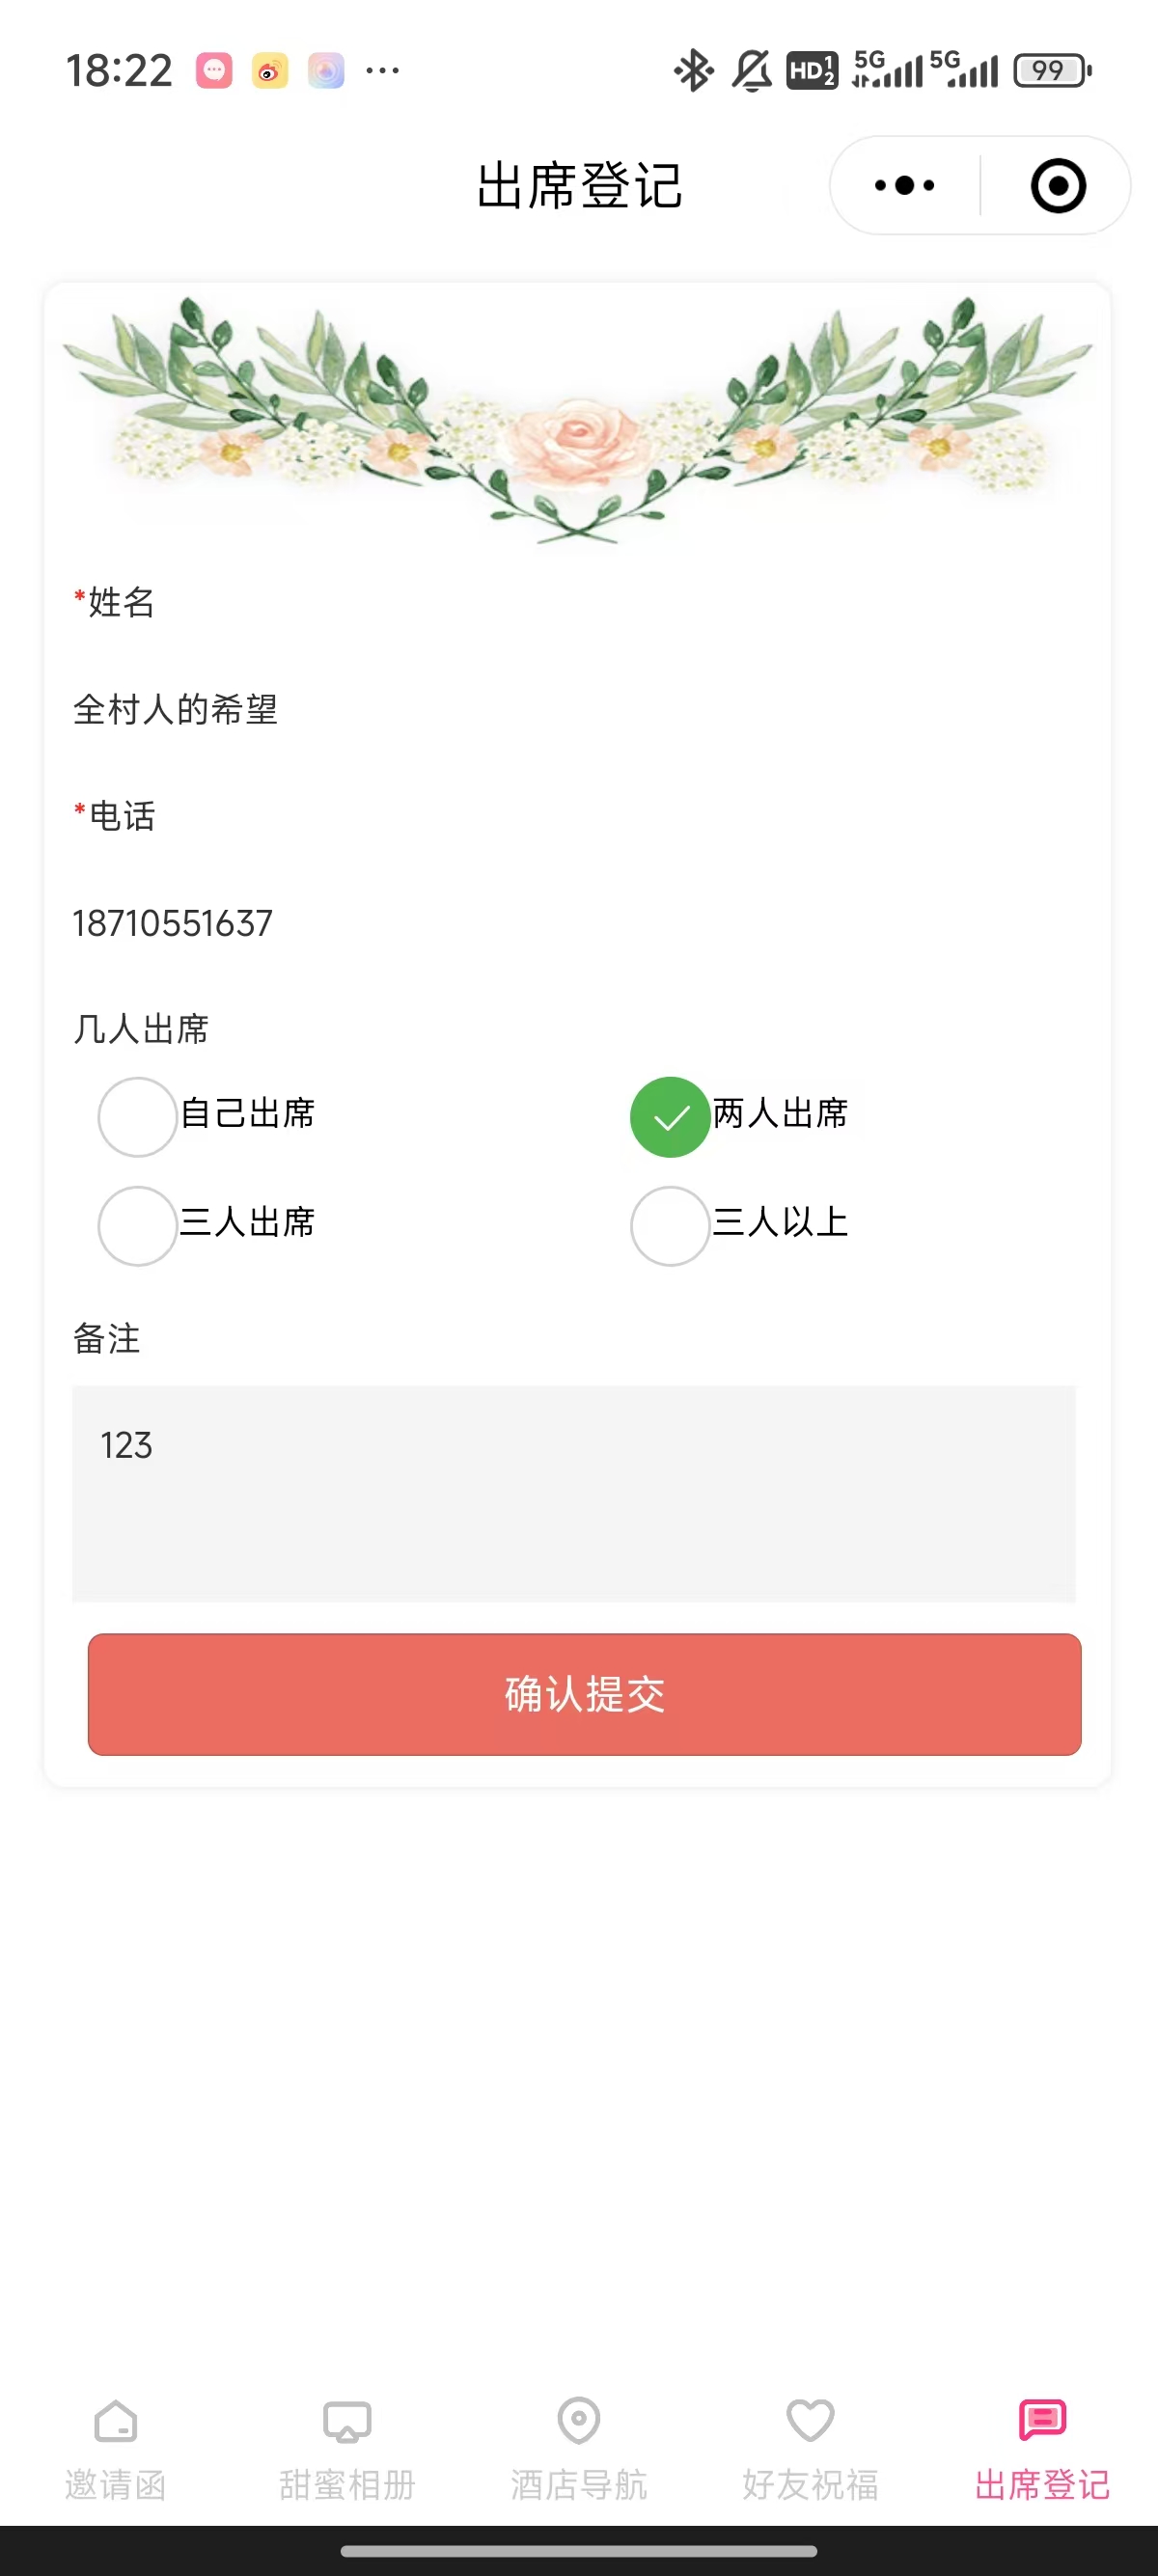 18:22
HD 1 2 5G 5G 99
出席登记
*姓名
全村人的希望
*电话
18710551637
几人出席
自己出席 两人出席
三人出席 三人以上
备注
123
确认提交
邀请函 甜蜜相册 酒店导航 好友祝福 出席登记